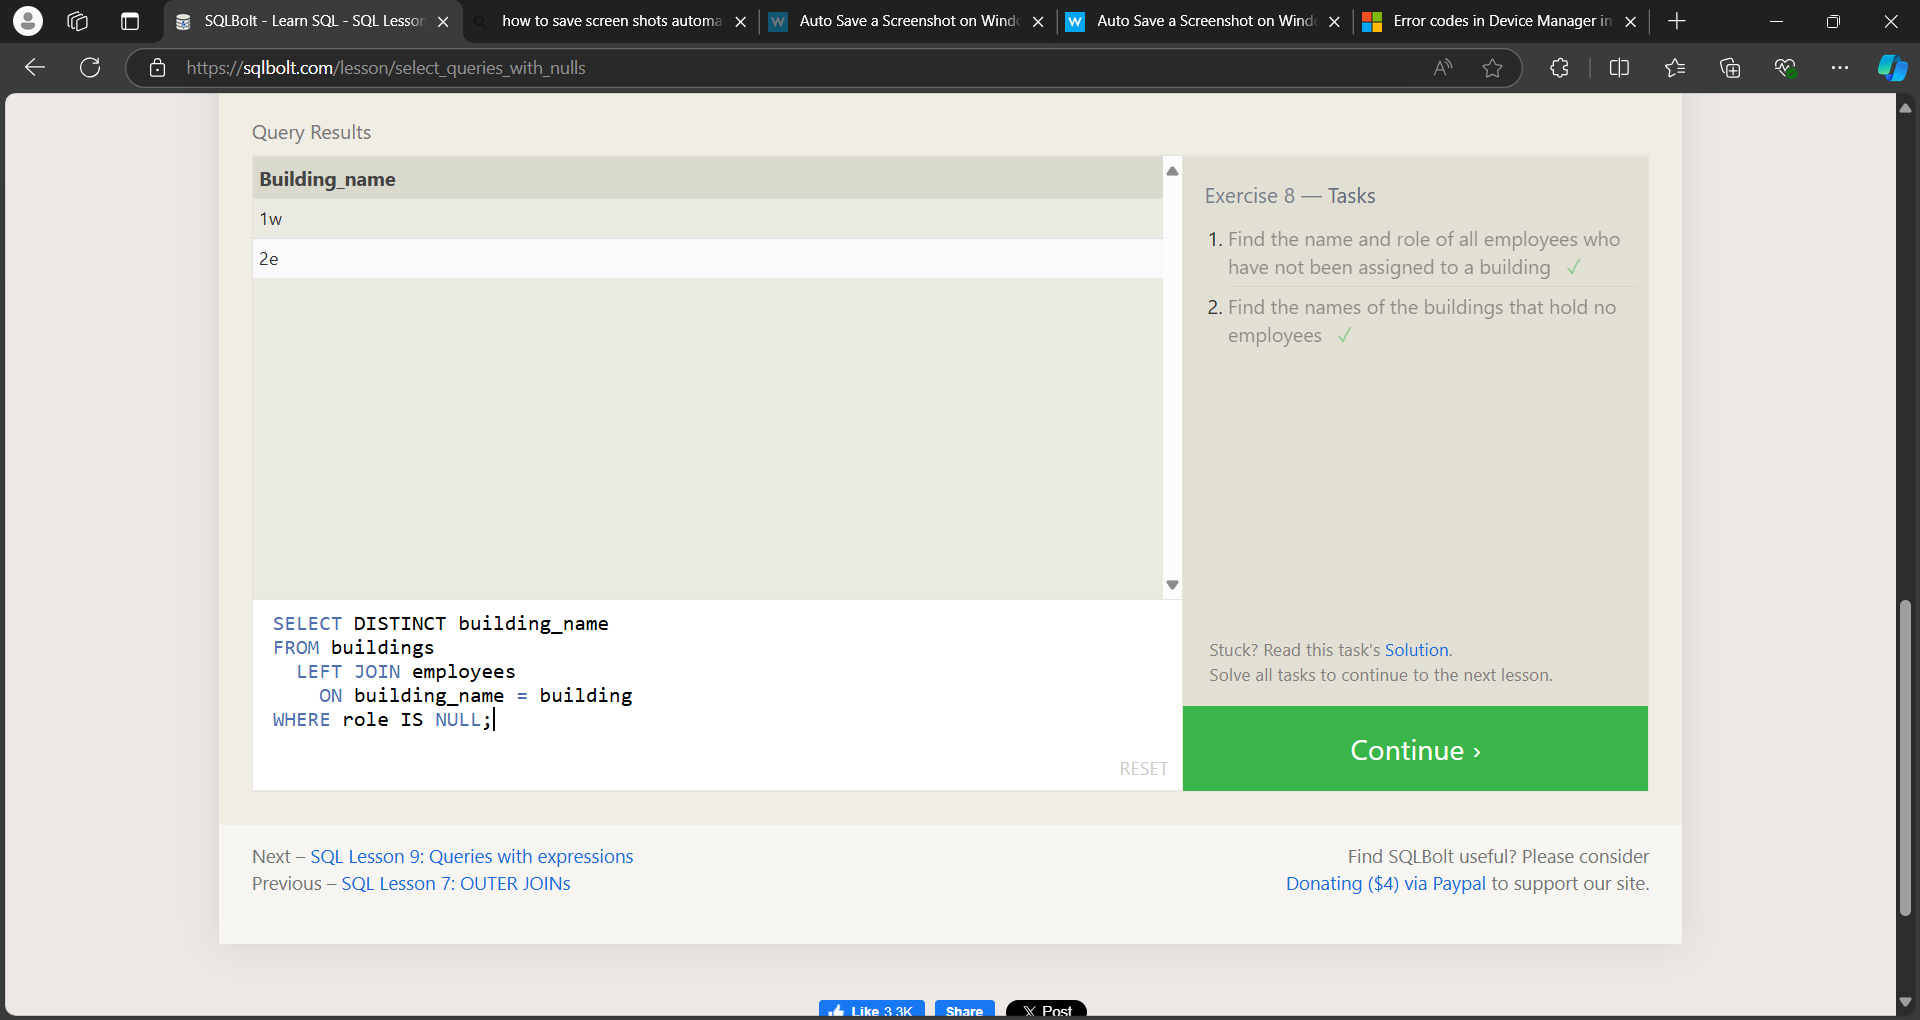 SQLBolt - Learn SQL - SQL Lesson
how to save screen shots automa
Auto Save a Screenshot on Windo
Auto Save a Screenshot on Windo
Error codes in Device Manager in
https://sqlbolt.com/lesson/select_queries_with_nulls
Query Results
Building_name
1w
2e
Exercise 8 — Tasks
1. Find the name and role of all employees who
have not been assigned to a building ✓
2. Find the names of the buildings that hold no
employees ✓
SELECT DISTINCT building_name
FROM buildings
LEFT JOIN employees
ON building_name = building
WHERE role IS NULL;
RESET
Stuck? Read this task's Solution.
Solve all tasks to continue to the next lesson.
Continue ›
Next – SQL Lesson 9: Queries with expressions
Previous – SQL Lesson 7: OUTER JOINs
Find SQLBolt useful? Please consider
Donating ($4) via Paypal to support our site.
Like 3.3K
Share
X Post